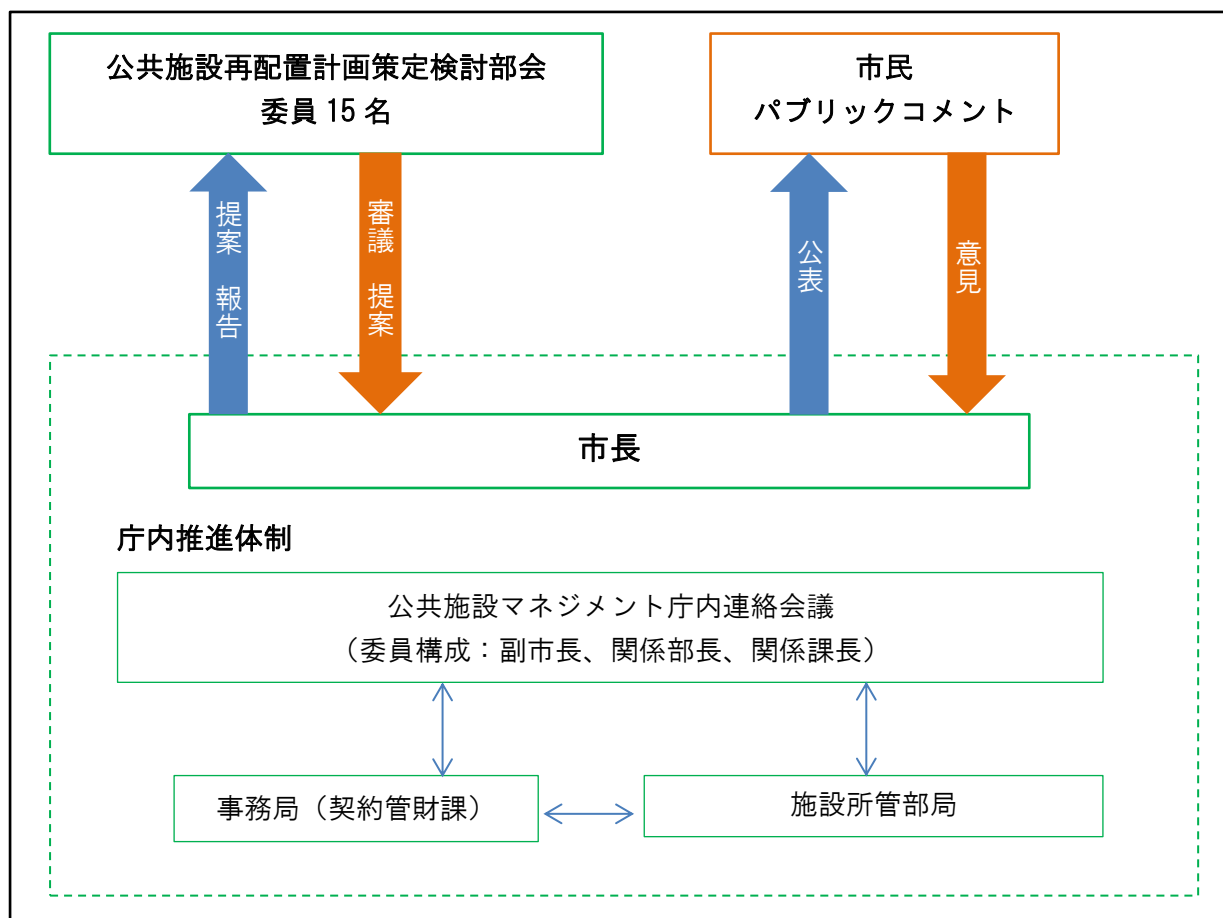 公共施設再配置計画策定検討部会
委員 15 名
市民
パブリックコメント
提案 報告
審議 提案
公表
意見
市長
庁内推進体制
公共施設マネジメント庁内連絡会議
（委員構成：副市長、関係部長、関係課長）
事務局（契約管財課）
施設所管部局